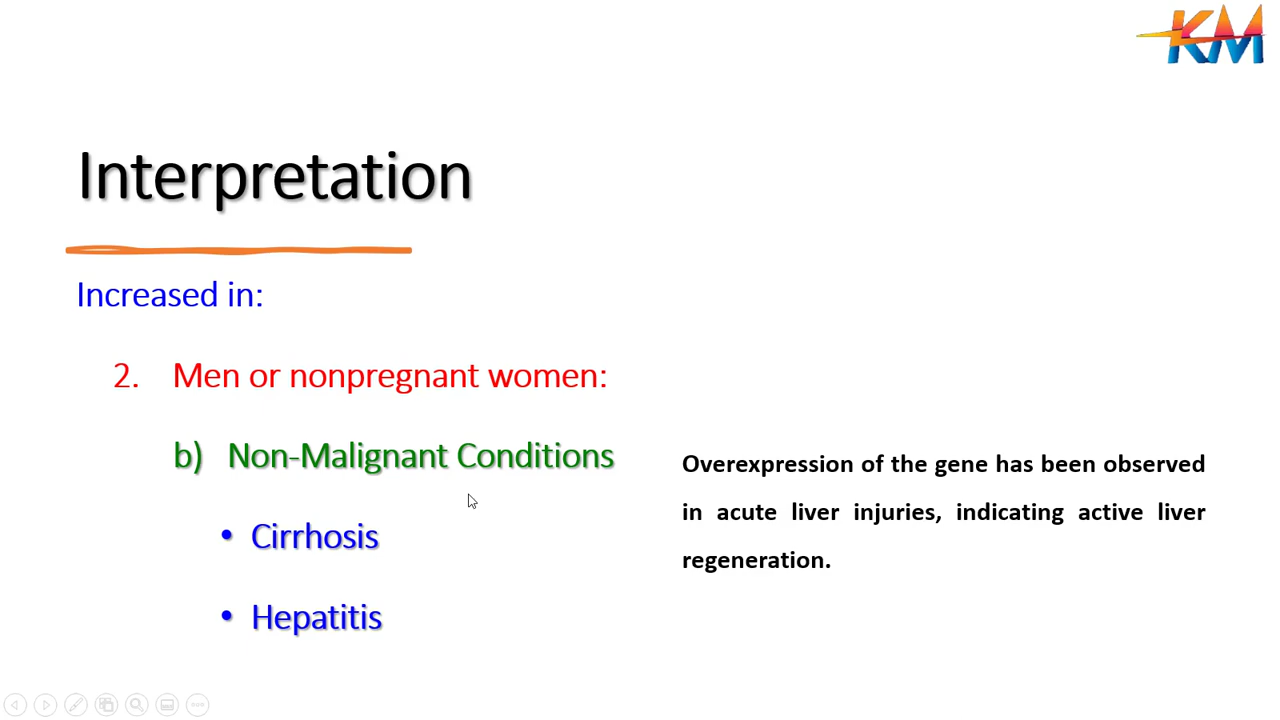 KM
Interpretation
Increased in:
2. Men or nonpregnant women:
b) Non-Malignant Conditions
• Cirrhosis
• Hepatitis
Overexpression of the gene has been observed
in acute liver injuries, indicating active liver
regeneration.